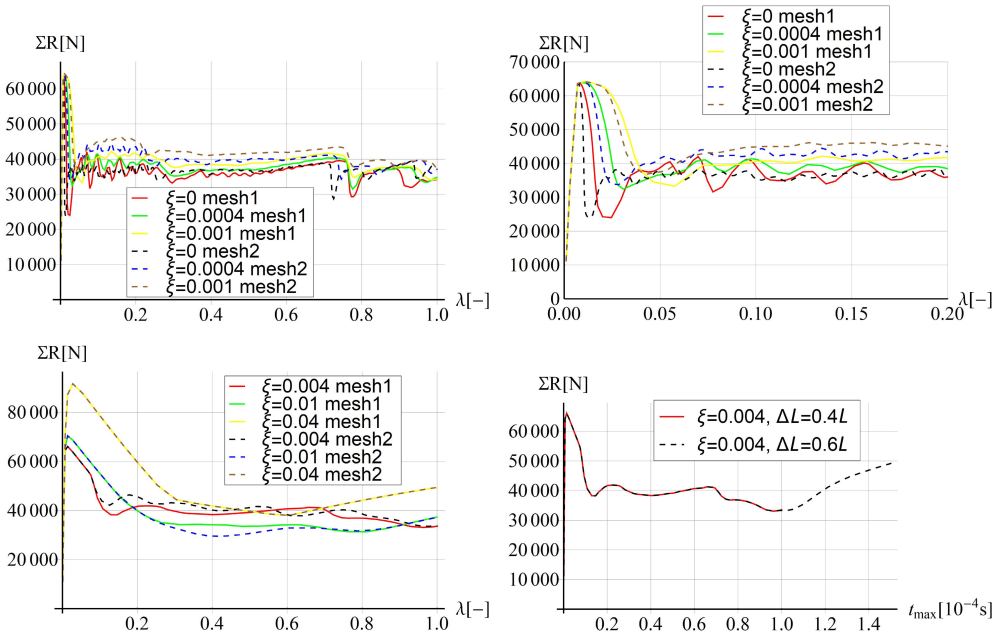 ΣR[N]
60 000
50 000
40 000
30 000
20 000
10 000
0.2 0.4 0.6 0.8 1.0
λ[-]
ξ=0 mesh1
ξ=0.0004 mesh1
ξ=0.001 mesh1
ξ=0 mesh2
ξ=0.0004 mesh2
ξ=0.001 mesh2
ΣR[N]
70 000
60 000
50 000
40 000
30 000
20 000
10 000
0
0.00 0.05 0.10 0.15 0.20
λ[-]
ξ=0 mesh1
ξ=0.0004 mesh1
ξ=0.001 mesh1
ξ=0 mesh2
ξ=0.0004 mesh2
ξ=0.001 mesh2
ΣR[N]
80 000
60 000
40 000
20 000
0.2 0.4 0.6 0.8 1.0
λ[-]
ξ=0.004 mesh1
ξ=0.01 mesh1
ξ=0.04 mesh1
ξ=0.004 mesh2
ξ=0.01 mesh2
ξ=0.04 mesh2
ΣR[N]
60 000
50 000
40 000
30 000
20 000
10 000
0.2 0.4 0.6 0.8 1.0 1.2 1.4
t_max[10⁻⁴s]
ξ=0.004, ΔL=0.4L
ξ=0.004, ΔL=0.6L